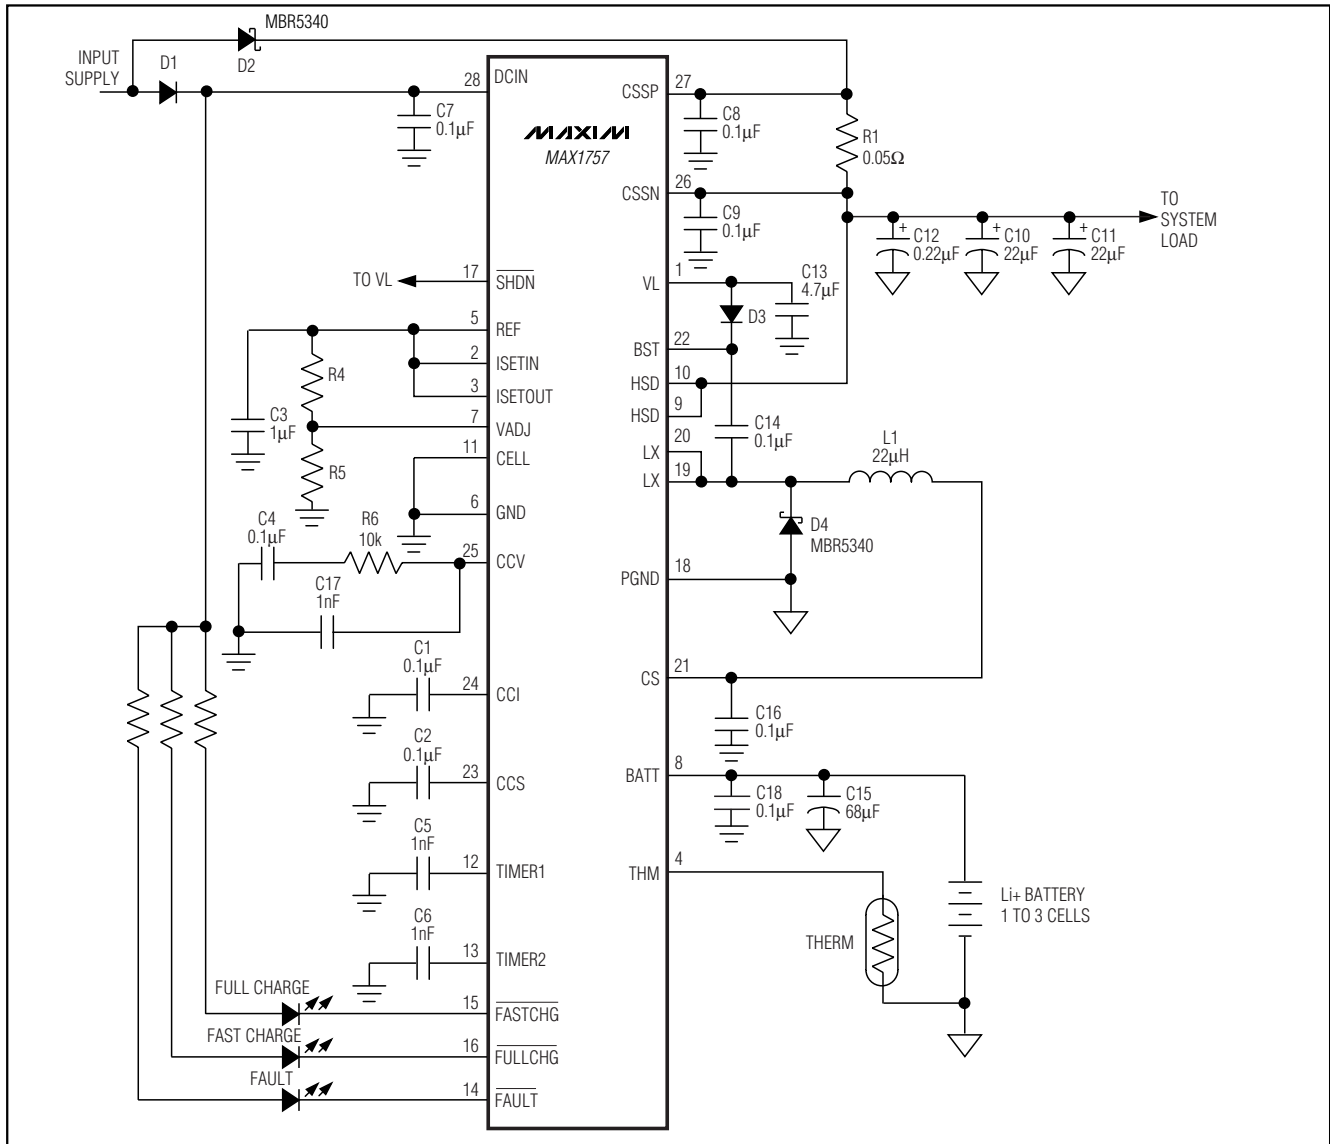 MBR5340
INPUT
SUPPLY
D1
D2
28
DCIN
C7
0.1µF
MAXIM
MAX1757
CSSP
27
C8
0.1µF
R1
0.05Ω
CSSN
26
C9
0.1µF
TO
SYSTEM
LOAD
+
C12
0.22µF
+
C10
22µF
+
C11
22µF
TO VL
17
SHDN
VL
1
C13
4.7µF
D3
5
REF
BST
22
2
ISETIN
HSD
10
R4
3
ISETOUT
HSD
9
C3
1µF
7
VADJ
C14
0.1µF
LX
20
L1
22µH
11
CELL
LX
19
R5
6
GND
D4
MBR5340
C4
0.1µF
R6
10k
25
CCV
PGND
18
C17
1nF
C1
0.1µF
24
CCI
CS
21
C16
0.1µF
C2
0.1µF
23
CCS
BATT
8
C18
0.1µF
C15
68µF
C5
1nF
12
TIMER1
THM
4
Li+ BATTERY
1 TO 3 CELLS
THERM
C6
1nF
13
TIMER2
FULL CHARGE
15
FASTCHG
FAST CHARGE
16
FULLCHG
FAULT
14
FAULT